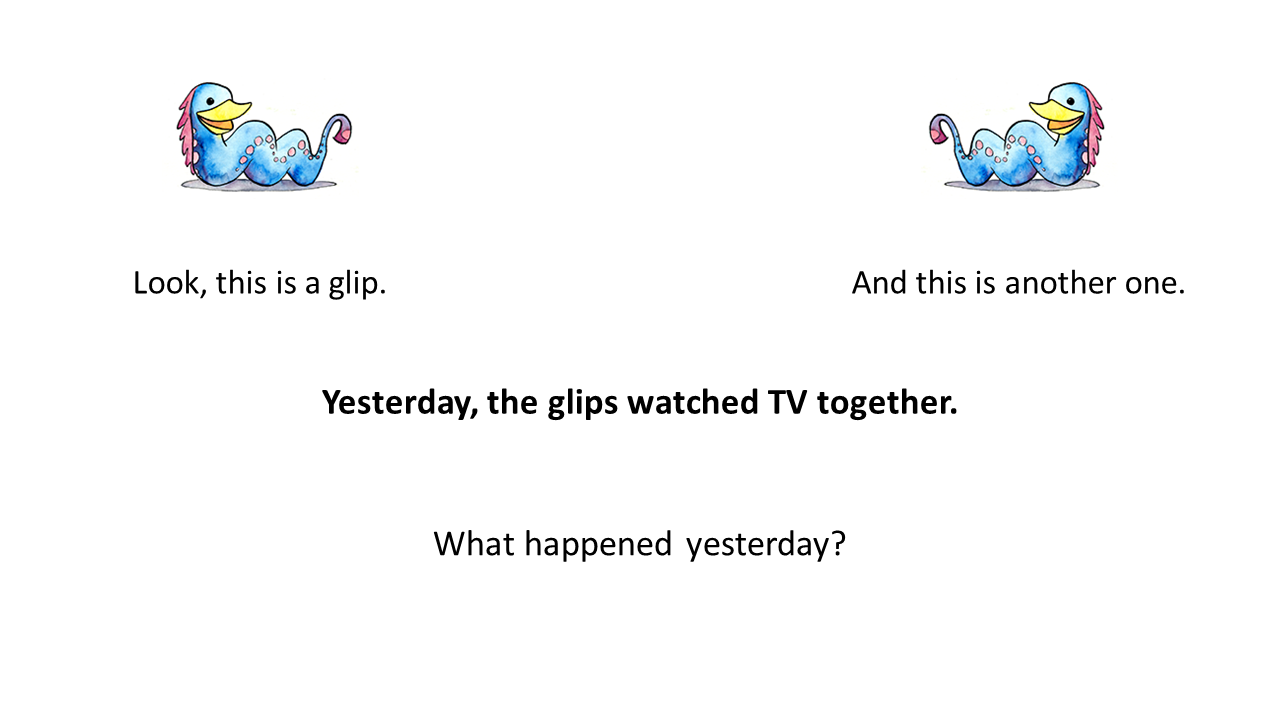 Look, this is a glip.
And this is another one.
Yesterday, the glips watched TV together.
What happened yesterday?